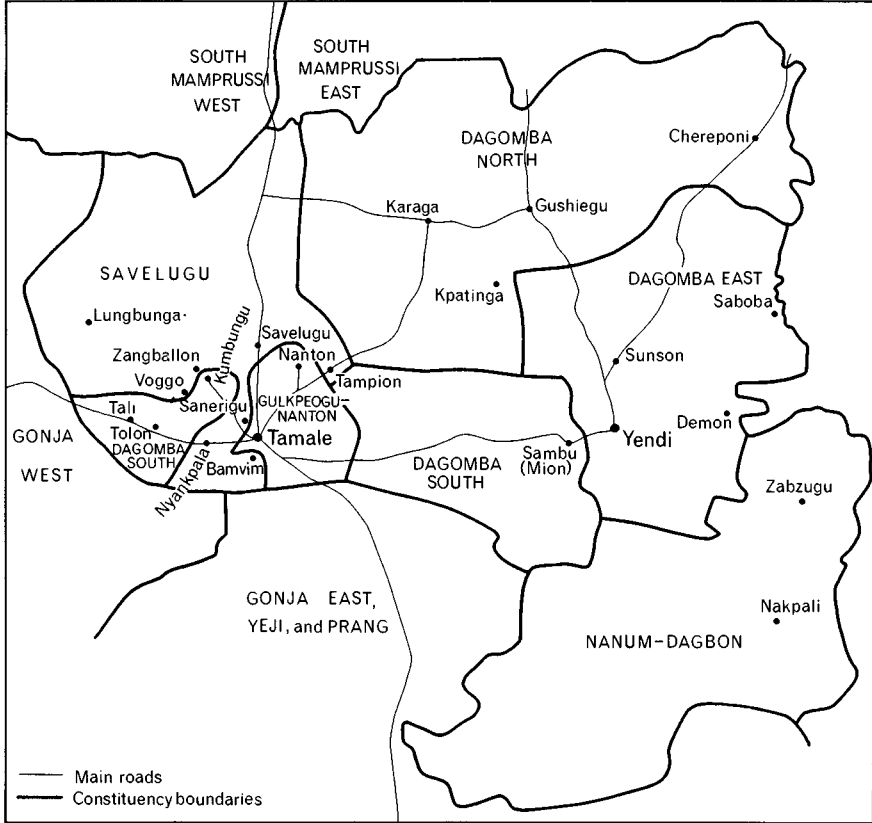 SOUTH
MAMPRUSSI
WEST
SOUTH
MAMPRUSSI
EAST
DAGOMBA
NORTH
Chereponi
Karaga
Gushiegu
SAVELUGU
DAGOMBA EAST
Saboba
Kpatinga
Lungbunga
Kumbungu
Savelugu
Zangballon
Nanton
Sunson
Voggo
Tampion
Sanerigu
GULKPEOGU-
NANTON
Tali
Tolon
DAGOMBA
SOUTH
Tamale
Demon
Yendi
GONJA
WEST
Nyankpala
Bamvim
DAGOMBA
SOUTH
Sambu
(Mion)
Zabzugu
GONJA EAST,
YEJI, and PRANG
Nakpali
NANUM-DAGBON
Main roads
Constituency boundaries